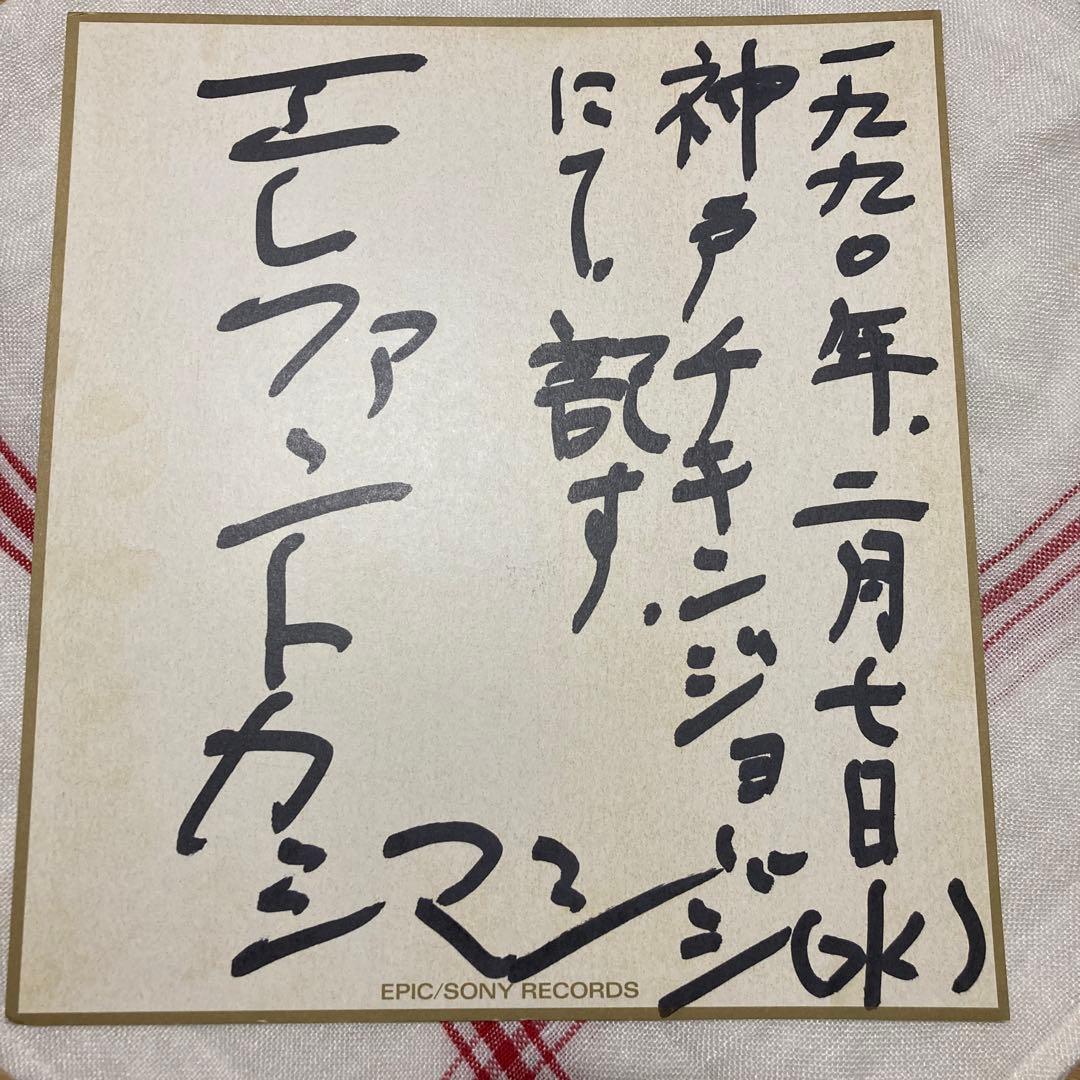 一九九〇年.二月七日(水)
神戸チキンジョージ
にて.記す.
エレファントカシマシ
EPIC/SONY RECORDS